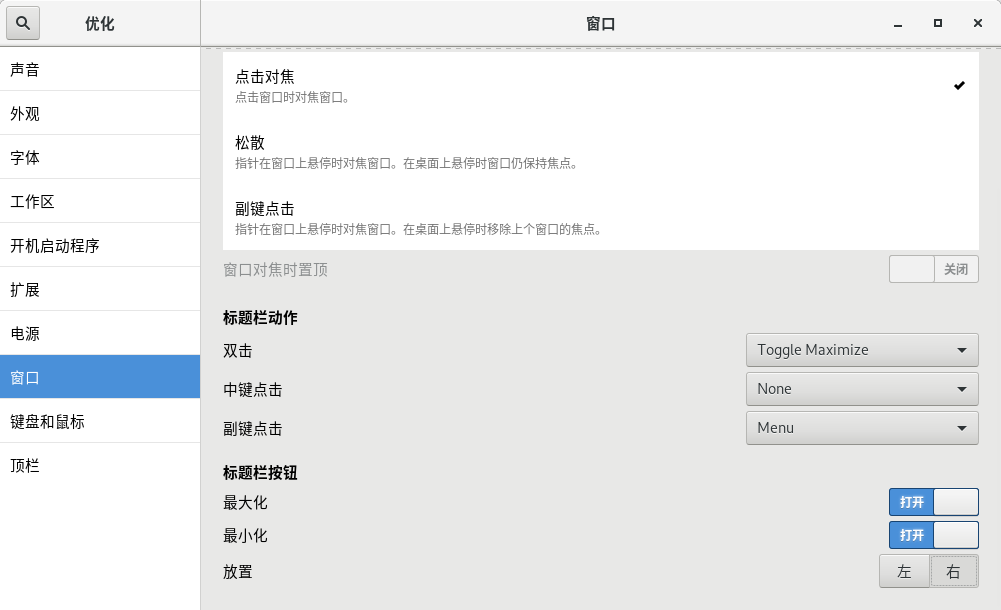 优化
窗口
声音
外观
字体
工作区
开机启动程序
扩展
电源
窗口
键盘和鼠标
顶栏
点击对焦
点击窗口时对焦窗口。
松散
指针在窗口上悬停时对焦窗口。在桌面上悬停时窗口仍保持焦点。
副键点击
指针在窗口上悬停时对焦窗口。在桌面上悬停时移除上个窗口的焦点。
窗口对焦时置顶 关闭
标题栏动作
双击 Toggle Maximize
中键点击 None
副键点击 Menu
标题栏按钮
最大化 打开
最小化 打开
放置 左 右